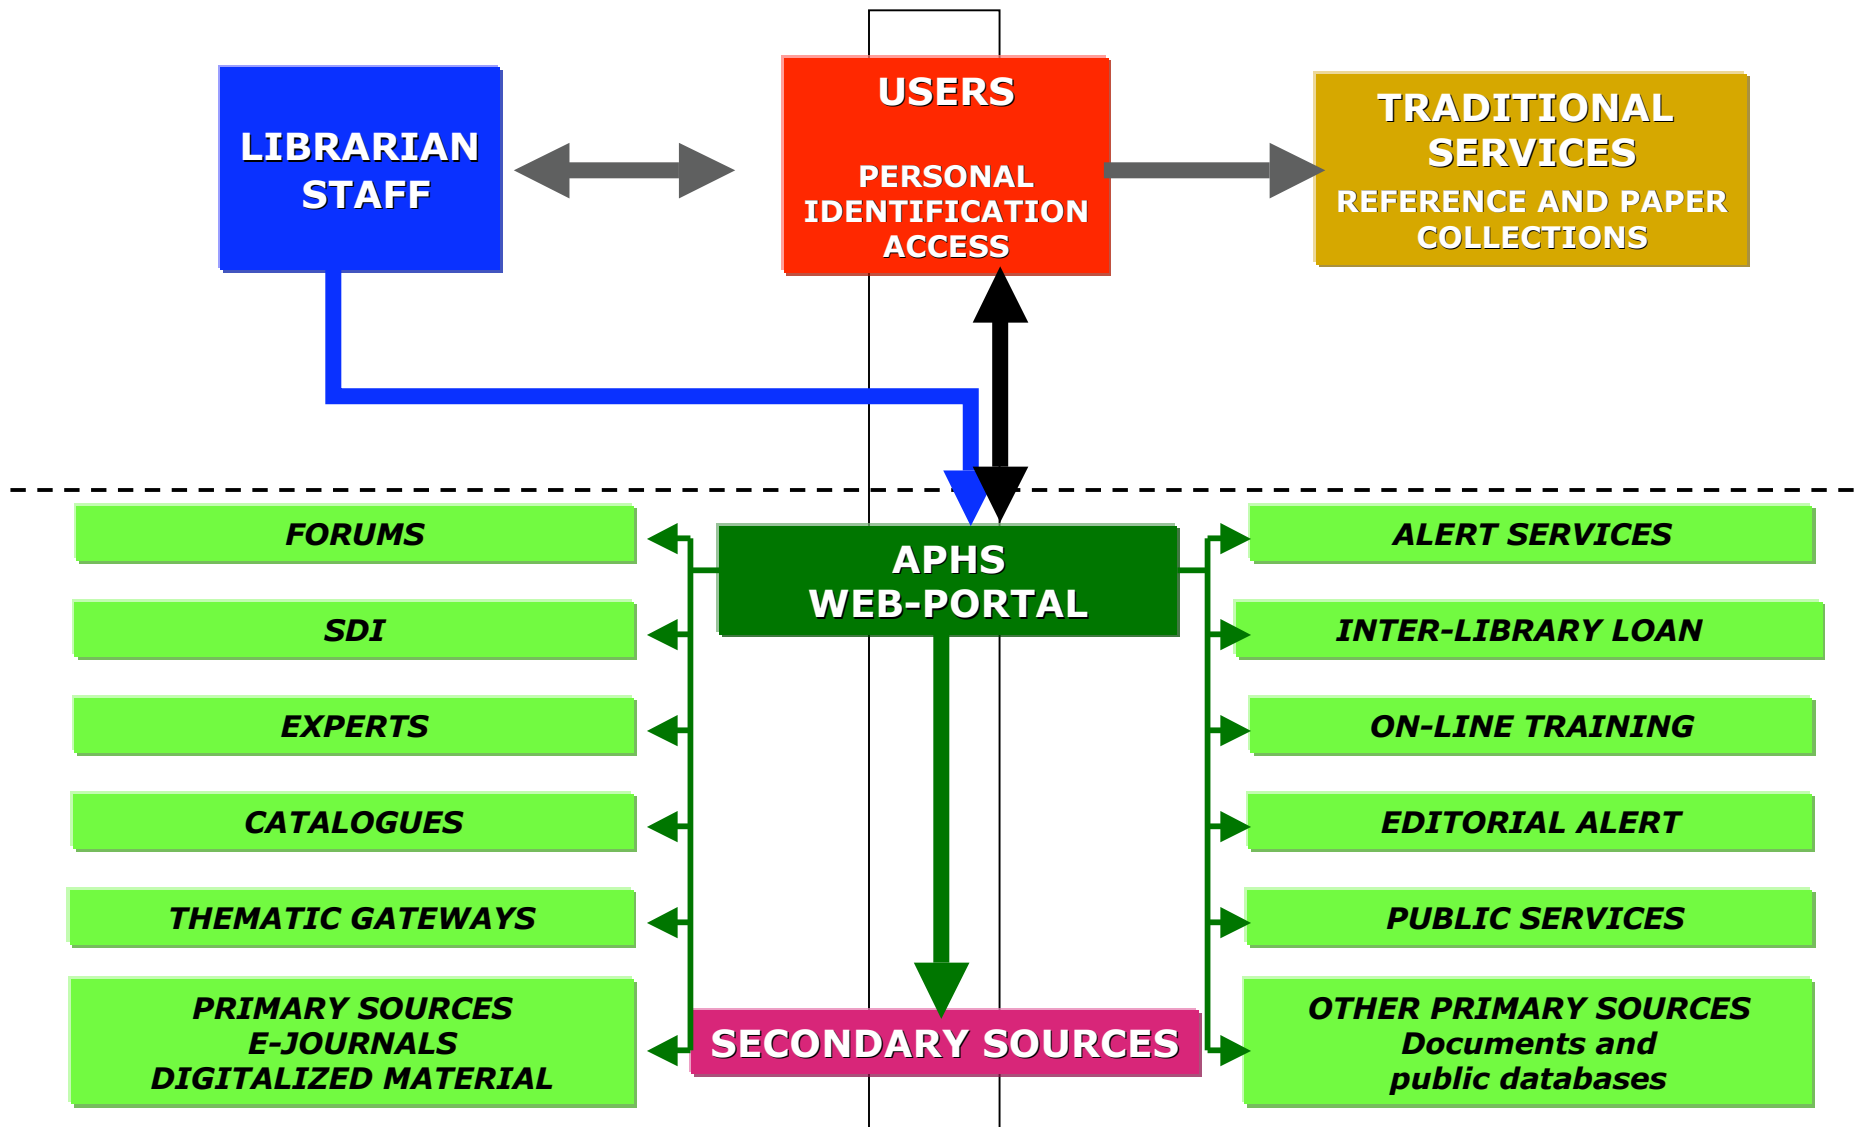 LIBRARIAN
STAFF
USERS
PERSONAL
IDENTIFICATION
ACCESS
TRADITIONAL
SERVICES
REFERENCE AND PAPER
COLLECTIONS
APHS
WEB-PORTAL
FORUMS
SDI
EXPERTS
CATALOGUES
THEMATIC GATEWAYS
PRIMARY SOURCES
E-JOURNALS
DIGITALIZED MATERIAL
SECONDARY SOURCES
ALERT SERVICES
INTER-LIBRARY LOAN
ON-LINE TRAINING
EDITORIAL ALERT
PUBLIC SERVICES
OTHER PRIMARY SOURCES
Documents and
public databases